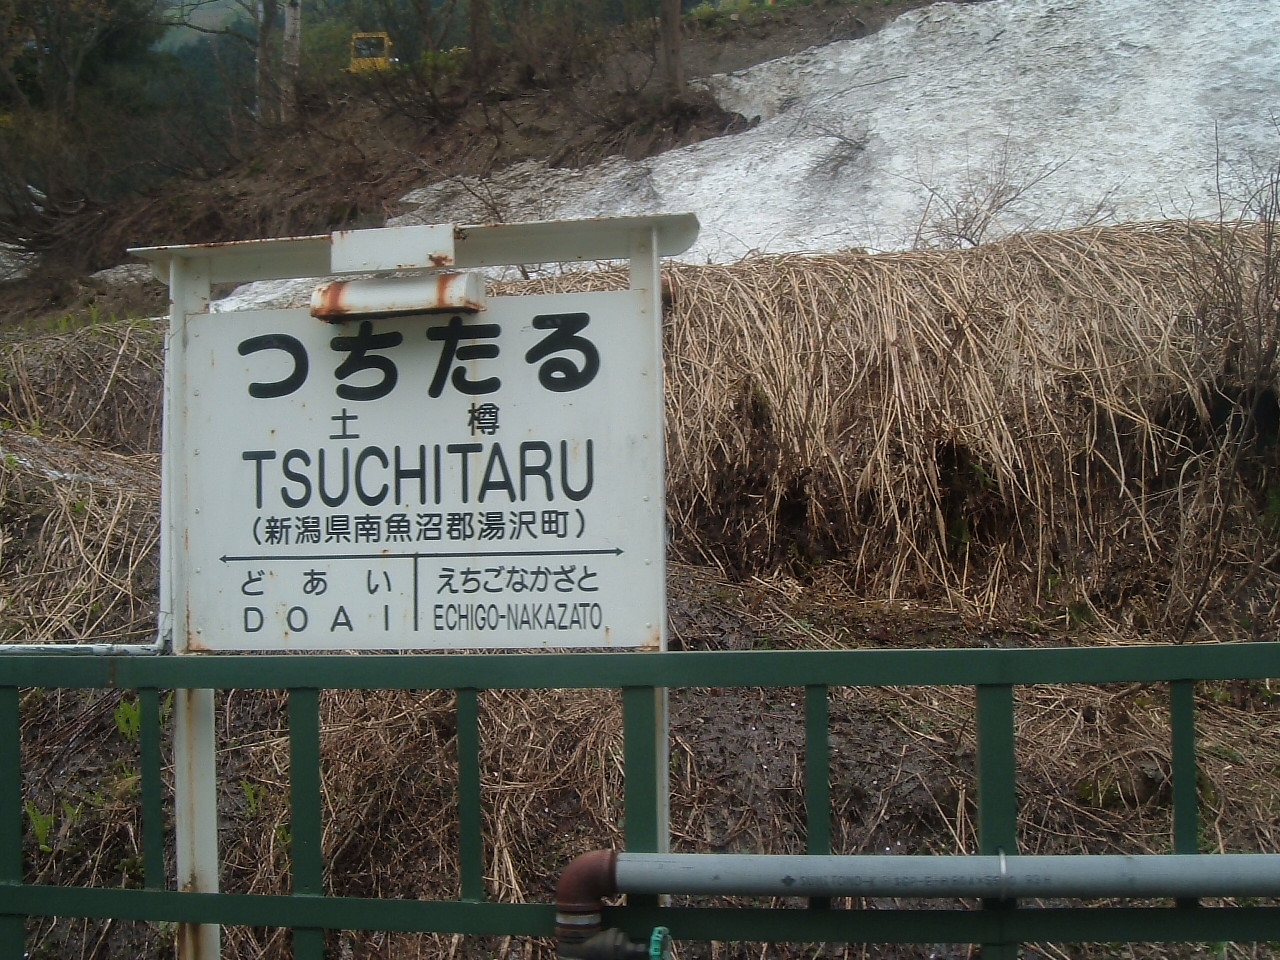 つちたる
土 樽
TSUCHITARU
(新潟県南魚沼郡湯沢町)
どあい えちごなかざと
DOAI ECHIGO-NAKAZATO